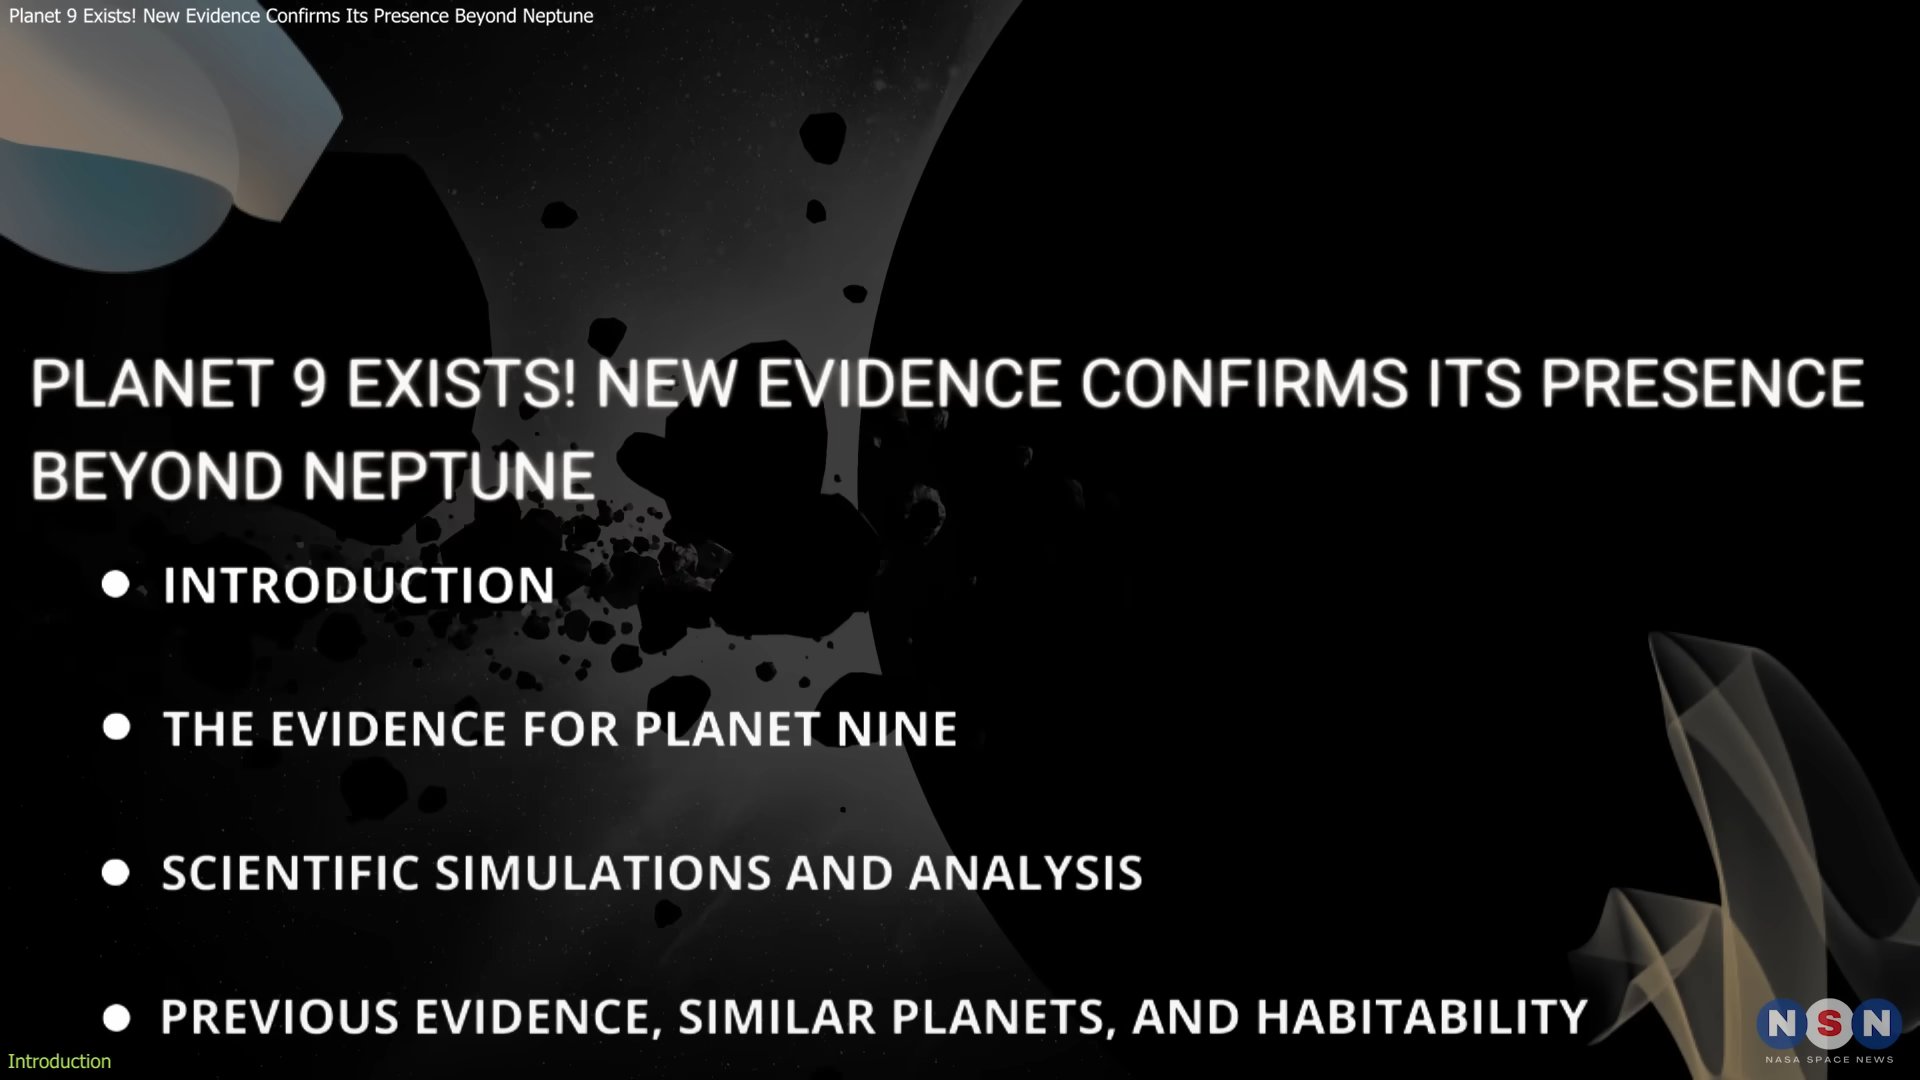 Planet 9 Exists! New Evidence Confirms Its Presence Beyond Neptune
PLANET 9 EXISTS! NEW EVIDENCE CONFIRMS ITS PRESENCE
BEYOND NEPTUNE
● INTRODUCTION
● THE EVIDENCE FOR PLANET NINE
● SCIENTIFIC SIMULATIONS AND ANALYSIS
● PREVIOUS EVIDENCE, SIMILAR PLANETS, AND HABITABILITY
Introduction
NSN
NASA SPACE NEWS